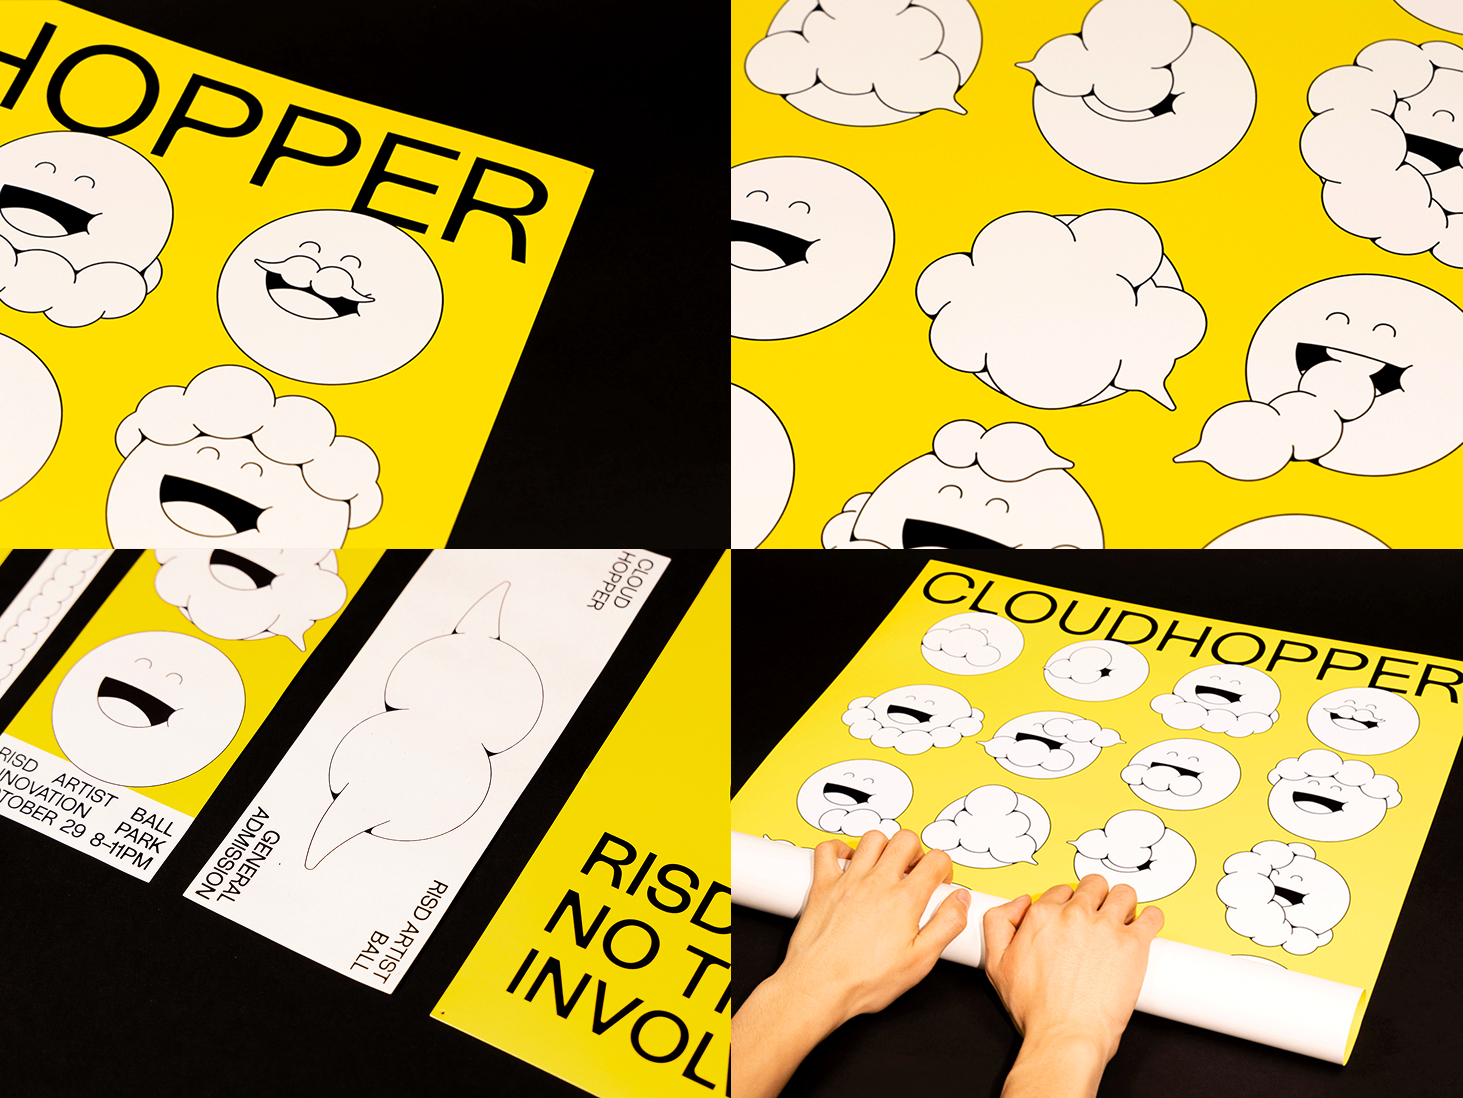 HOPPER
RISD ARTIST BALL
INNOVATION PARK
OCTOBER 29 8–11PM
CLOUD
HOPPER
GENERAL
ADMISSION
RISD ARTIST
BALL
RISD
NO
INVOL
CLOUDHOPPER